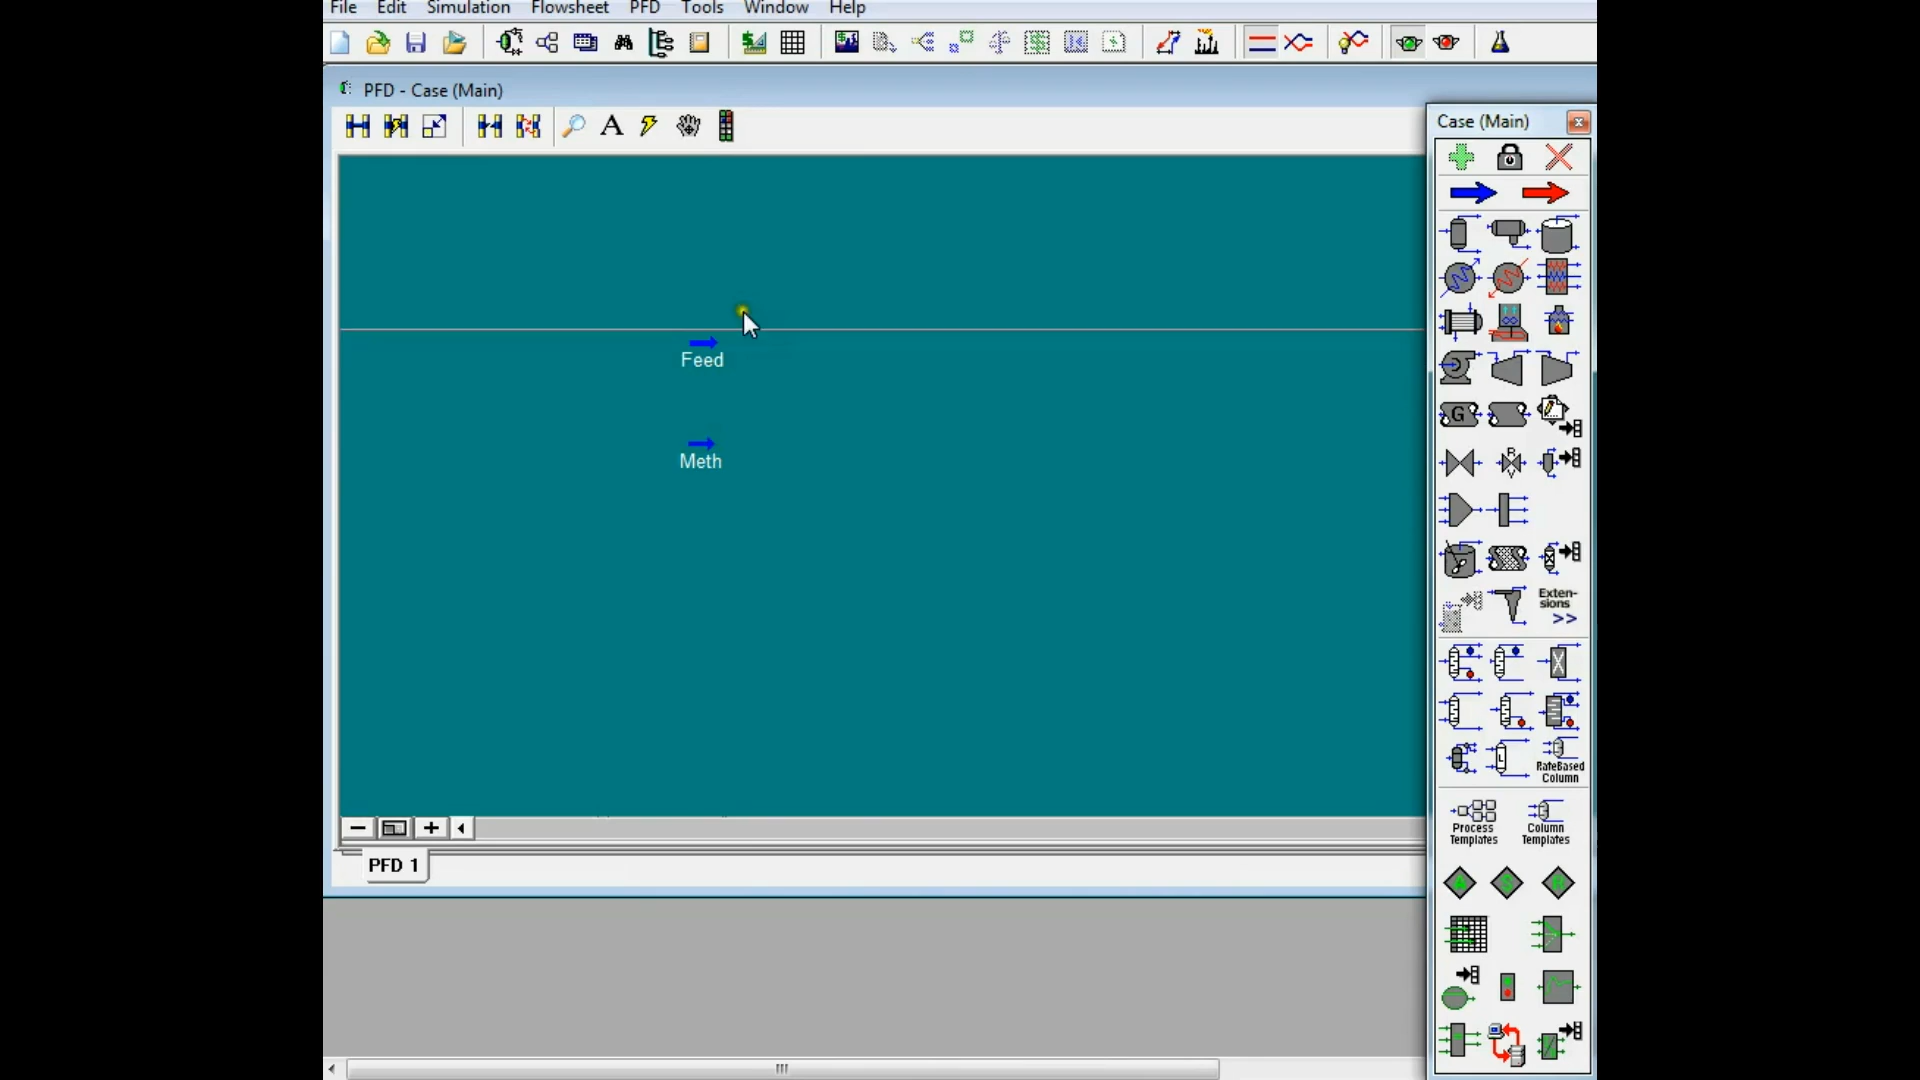 File Edit Simulation Flowsheet PFD Tools Window Help
PFD - Case (Main)
A
Case (Main)
Feed
Meth
G
R
V
Exten-
sions
>>
L
RateBased
Column
Process
Templates
Column
Templates
PFD 1